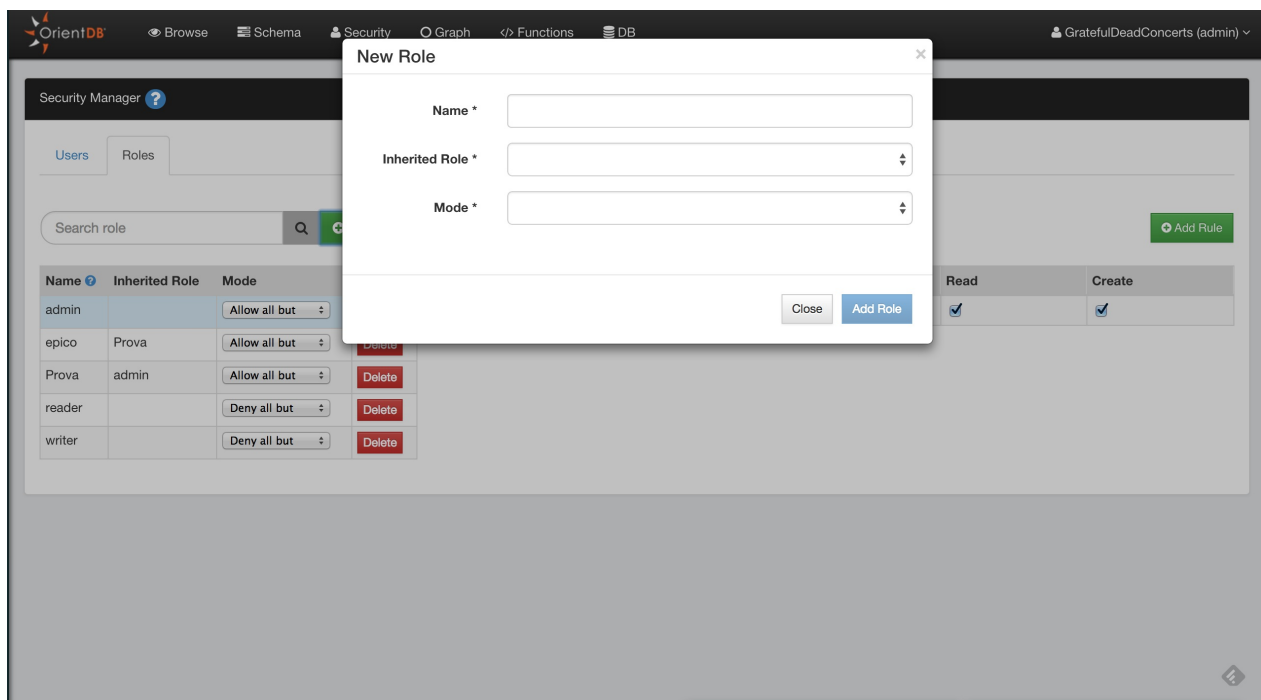 OrientDB Browse Schema Security Graph Functions DB GratefulDeadConcerts (admin)
New Role ×
Security Manager ?
Name *
Users Roles
Inherited Role *
Mode *
Search role
Add Rule
Name ? Inherited Role Mode Read Create
Close Add Role
admin Allow all but
epico Prova Allow all but Delete
Prova admin Allow all but Delete
reader Deny all but Delete
writer Deny all but Delete